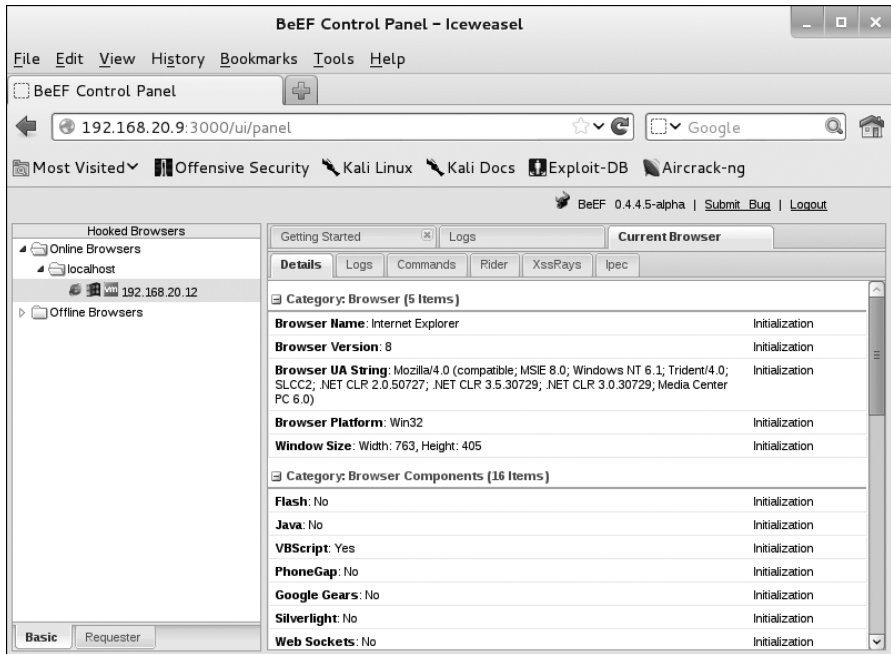 BeEF Control Panel - Iceweasel
File Edit View History Bookmarks Tools Help
BeEF Control Panel
192.168.20.9:3000/ui/panel
Google
Most Visited Offensive Security Kali Linux Kali Docs Exploit-DB Aircrack-ng
BeEF 0.4.4.5-alpha | Submit Bug | Logout
Hooked Browsers
Online Browsers
localhost
vm 192.168.20.12
Offline Browsers
Basic Requester
Getting Started Logs Current Browser
Details Logs Commands Rider XssRays Ipec
Category: Browser (5 Items)
Browser Name: Internet Explorer Initialization
Browser Version: 8 Initialization
Browser UA String: Mozilla/4.0 (compatible; MSIE 8.0; Windows NT 6.1; Trident/4.0; Initialization
SLCC2; .NET CLR 2.0.50727; .NET CLR 3.5.30729; .NET CLR 3.0.30729; Media Center
PC 6.0)
Browser Platform: Win32 Initialization
Window Size: Width: 763, Height: 405 Initialization
Category: Browser Components (16 Items)
Flash: No Initialization
Java: No Initialization
VBScript: Yes Initialization
PhoneGap: No Initialization
Google Gears: No Initialization
Silverlight: No Initialization
Web Sockets: No Initialization